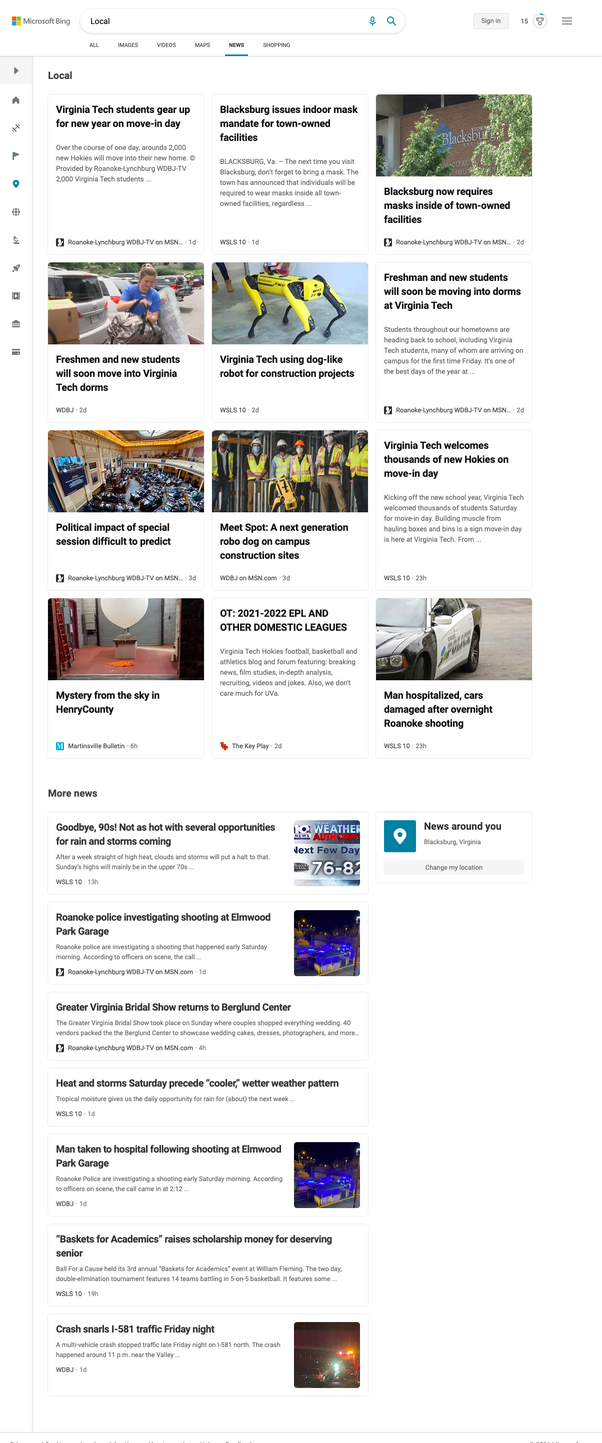 Microsoft Bing
Local
Sign in
15
ALL
IMAGES
VIDEOS
MAPS
NEWS
SHOPPING
Local
Virginia Tech students gear up
for new year on move-in day
Over the course of one day, arounds 2,000
new Hokies will move into their new home. ©
Provided by Roanoke-Lynchburg WDBJ-TV
2,000 Virginia Tech students ...
Roanoke-Lynchburg WDBJ-TV on MSN... · 1d
Blacksburg issues indoor mask
mandate for town-owned
facilities
BLACKSBURG, Va. – The next time you visit
Blacksburg, don't forget to bring a mask. The
town has announced that individuals will be
required to wear masks inside all town-
owned facilities, regardless ...
WSLS 10 · 1d
Blacksburg
Blacksburg now requires
masks inside of town-owned
facilities
Roanoke-Lynchburg WDBJ-TV on MSN... · 2d
Freshmen and new students
will soon move into Virginia
Tech dorms
WDBJ · 2d
Virginia Tech using dog-like
robot for construction projects
WSLS 10 · 2d
Freshman and new students
will soon be moving into dorms
at Virginia Tech
Students throughout our hometowns are
heading back to school, including Virginia
Tech students, many of whom are arriving on
campus for the first time Friday. It's one of
the best days of the year at ...
Roanoke-Lynchburg WDBJ-TV on MSN... · 2d
Political impact of special
session difficult to predict
Roanoke-Lynchburg WDBJ-TV on MSN... · 3d
Meet Spot: A next generation
robo dog on campus
construction sites
WDBJ on MSN.com · 3d
Virginia Tech welcomes
thousands of new Hokies on
move-in day
Kicking off the new school year, Virginia Tech
welcomed thousands of students Saturday
for move-in day. Building muscle from
hauling boxes and bins is a sign move-in day
is here at Virginia Tech. From ...
WSLS 10 · 23h
Mystery from the sky in
HenryCounty
M
Martinsville Bulletin · 6h
OT: 2021-2022 EPL AND
OTHER DOMESTIC LEAGUES
Virginia Tech Hokies football, basketball and
athletics blog and forum featuring: breaking
news, film studies, in-depth analysis,
recruiting, videos and jokes. Also, we don't
care much for UVa.
The Key Play · 2d
Man hospitalized, cars
damaged after overnight
Roanoke shooting
WSLS 10 · 23h
More news
Goodbye, 90s! Not as hot with several opportunities
for rain and storms coming
After a week straight of high heat, clouds and storms will put a halt to that.
Sunday's highs will mainly be in the upper 70s ...
WSLS 10 · 13h
10 WEATHER
AUTHORITY
Next Few Day
76-82
News around you
Blacksburg, Virginia
Change my location
Roanoke police investigating shooting at Elmwood
Park Garage
Roanoke police are investigating a shooting that happened early Saturday
morning. According to officers on scene, the call ...
Roanoke-Lynchburg WDBJ-TV on MSN.com · 1d
Greater Virginia Bridal Show returns to Berglund Center
The Greater Virginia Bridal Show took place on Sunday where couples shopped everything wedding. 40
vendors packed the the Berglund Center to showcase wedding cakes, dresses, photographers, and more...
Roanoke-Lynchburg WDBJ-TV on MSN.com · 4h
Heat and storms Saturday precede “cooler,” wetter weather pattern
Tropical moisture gives us the daily opportunity for rain for (about) the next week ...
WSLS 10 · 1d
Man taken to hospital following shooting at Elmwood
Park Garage
Roanoke Police are investigating a shooting early Saturday morning. According
to officers on scene, the call came in at 2:12 ...
WDBJ · 1d
“Baskets for Academics” raises scholarship money for deserving
senior
Ball For a Cause held its 3rd annual “Baskets for Academics” event at William Fleming. The two day,
double-elimination tournament features 14 teams battling in 5-on-5 basketball. It features some ...
WSLS 10 · 19h
Crash snarls I-581 traffic Friday night
A multi-vehicle crash stopped traffic late Friday night on I-581 north. The crash
happened around 11 p.m. near the Valley ...
WDBJ · 1d